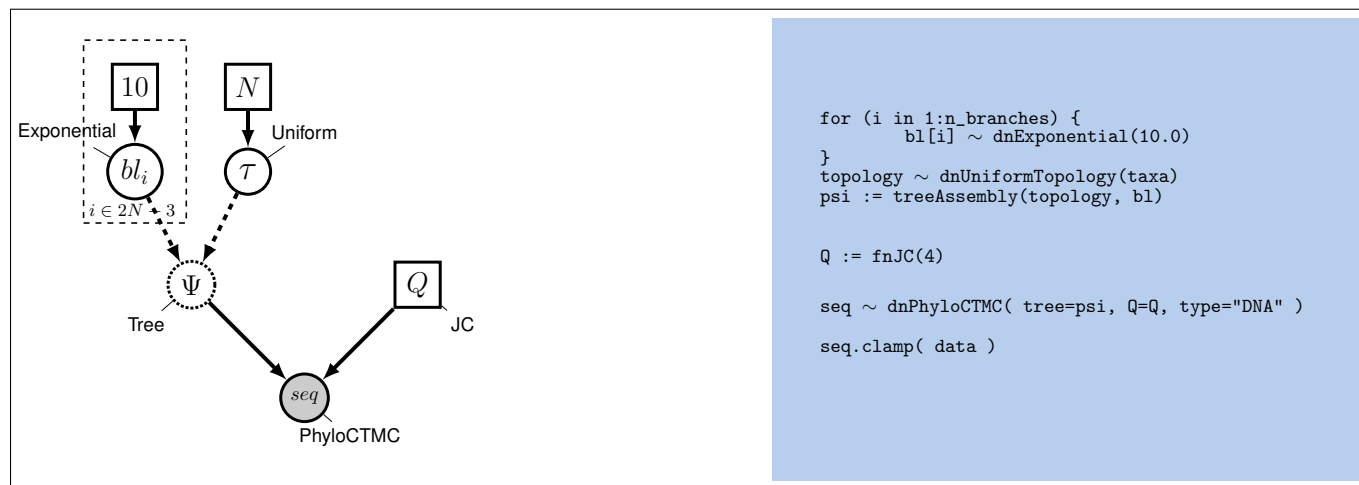 10
N
Exponential
Uniform
bl_i
τ
i ∈ 2N − 3
Ψ
Q
Tree
JC
seq
PhyloCTMC
for (i in 1:n_branches) {
bl[i] ∼ dnExponential(10.0)
}
topology ∼ dnUniformTopology(taxa)
psi := treeAssembly(topology, bl)
Q := fnJC(4)
seq ∼ dnPhyloCTMC( tree=psi, Q=Q, type="DNA" )
seq.clamp( data )